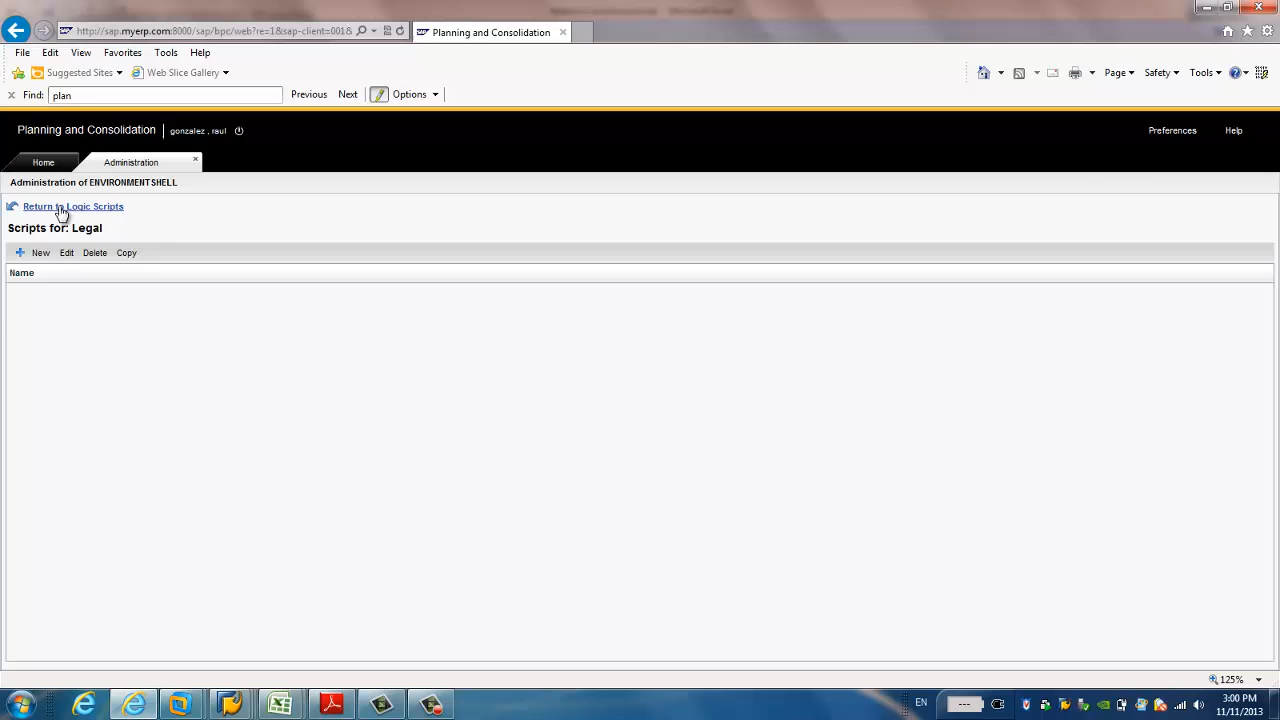 http://sap.myerp.com:8000/sap/bpc/web?re=1&sap-client=001&
Planning and Consolidation
File Edit View Favorites Tools Help
Suggested Sites Web Slice Gallery
Page Safety Tools
Find: plan Previous Next Options
Planning and Consolidation gonzalez , raul
Preferences Help
Home Administration
Administration of ENVIRONMENTSHELL
Return to Logic Scripts
Scripts for: Legal
New Edit Delete Copy
Name
125%
EN
3:00 PM
11/11/2013